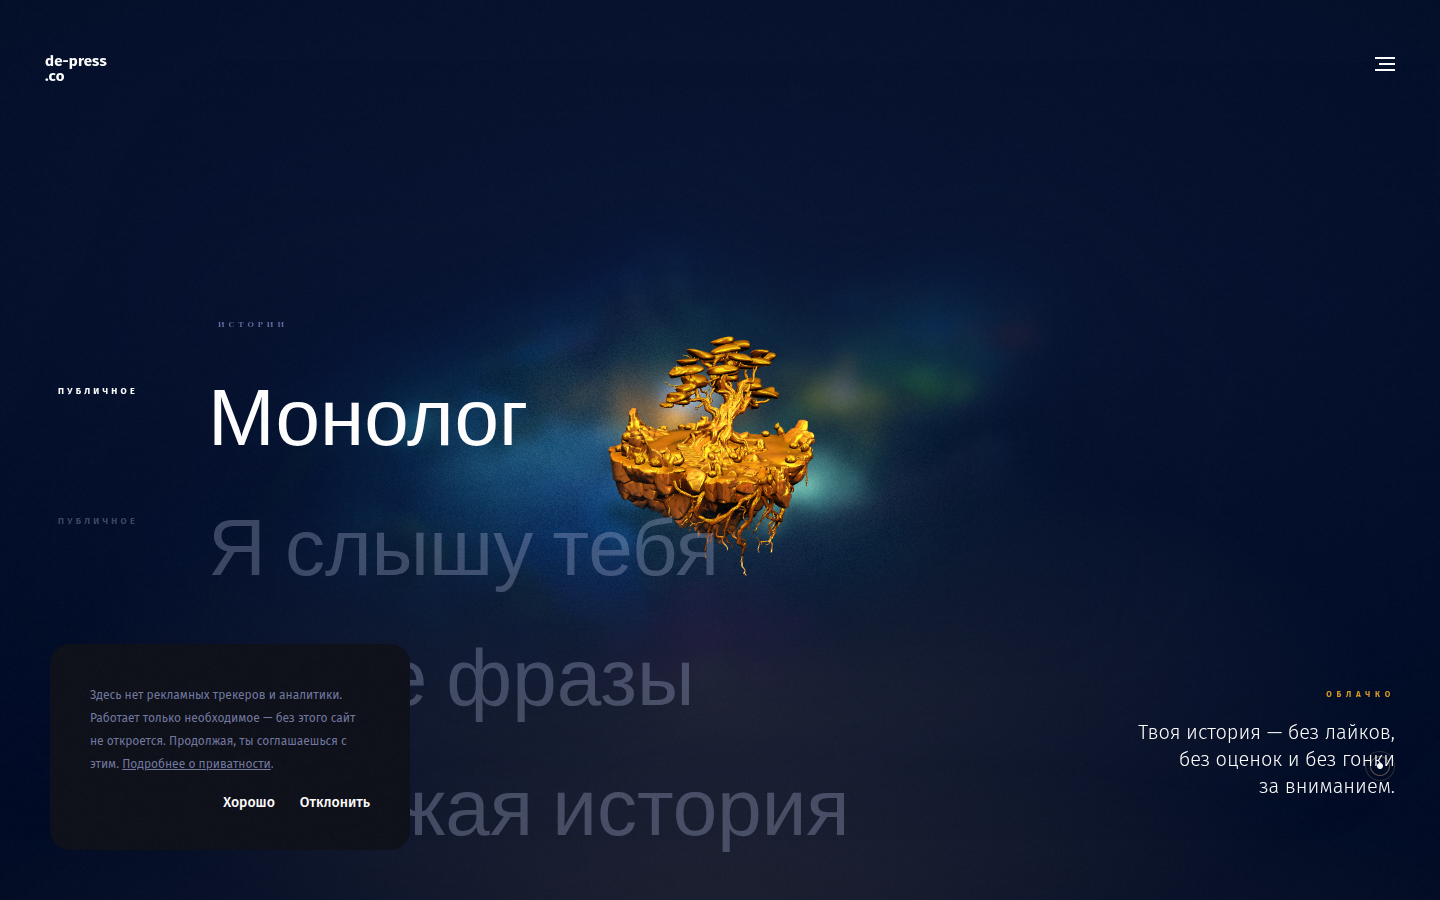 de-press
.co
ИСТОРИИ
ПУБЛИЧНОЕ
Монолог
ПУБЛИЧНОЕ
Я слышу тебя
фразы
история
Здесь нет рекламных трекеров и аналитики.
Работает только необходимое — без этого сайт
не откроется. Продолжая, ты соглашаешься с
этим. Подробнее о приватности.
Хорошо Отклонить
ОБЛАЧКО
Твоя история — без лайков,
без оценок и без гонки
за вниманием.